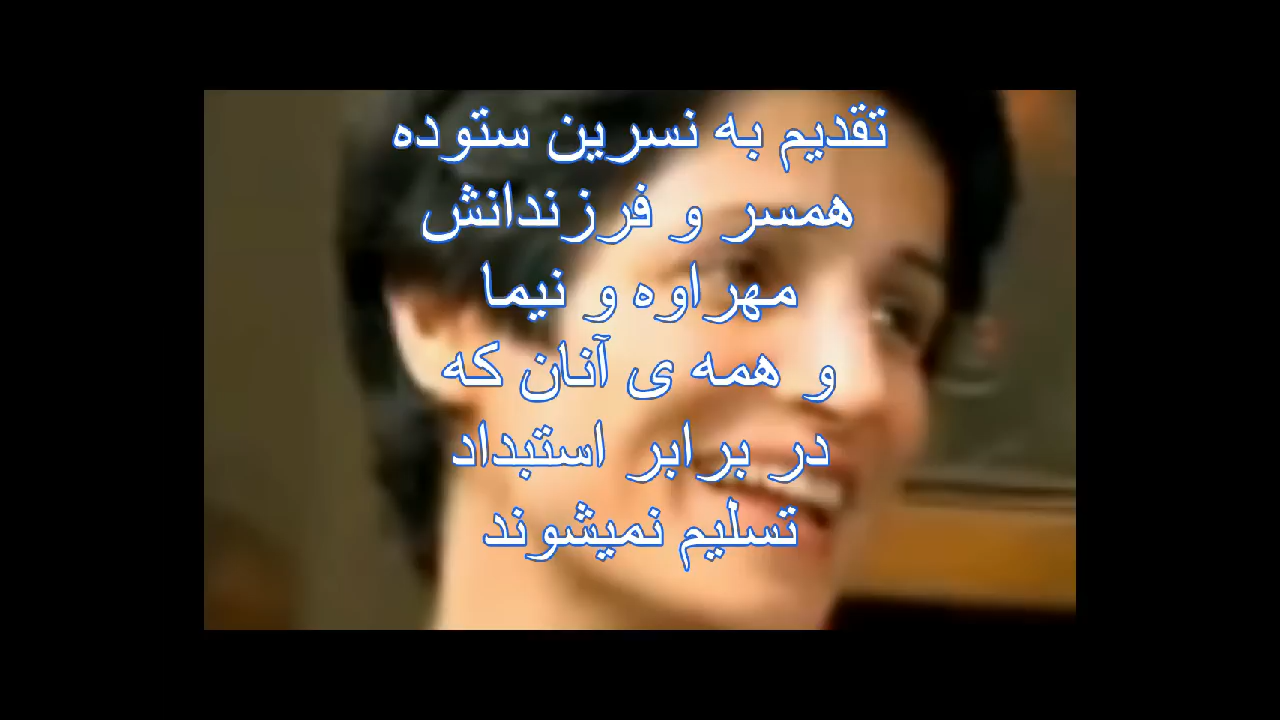 تقدیم به نسرین ستوده
همسر و فرزندانش
مهراوه و نیما
و همه ی آنان که
در برابر استبداد
تسلیم نمیشوند